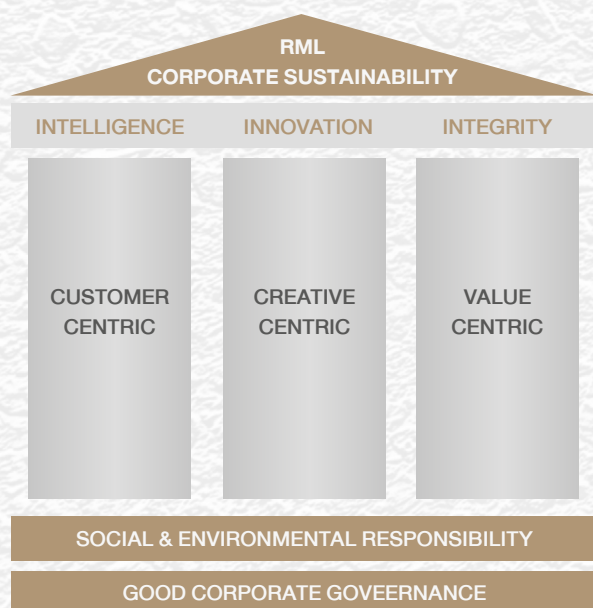 RML
CORPORATE SUSTAINABILITY
INTELLIGENCE
INNOVATION
INTEGRITY
CUSTOMER
CENTRIC
CREATIVE
CENTRIC
VALUE
CENTRIC
SOCIAL & ENVIRONMENTAL RESPONSIBILITY
GOOD CORPORATE GOVEERNANCE